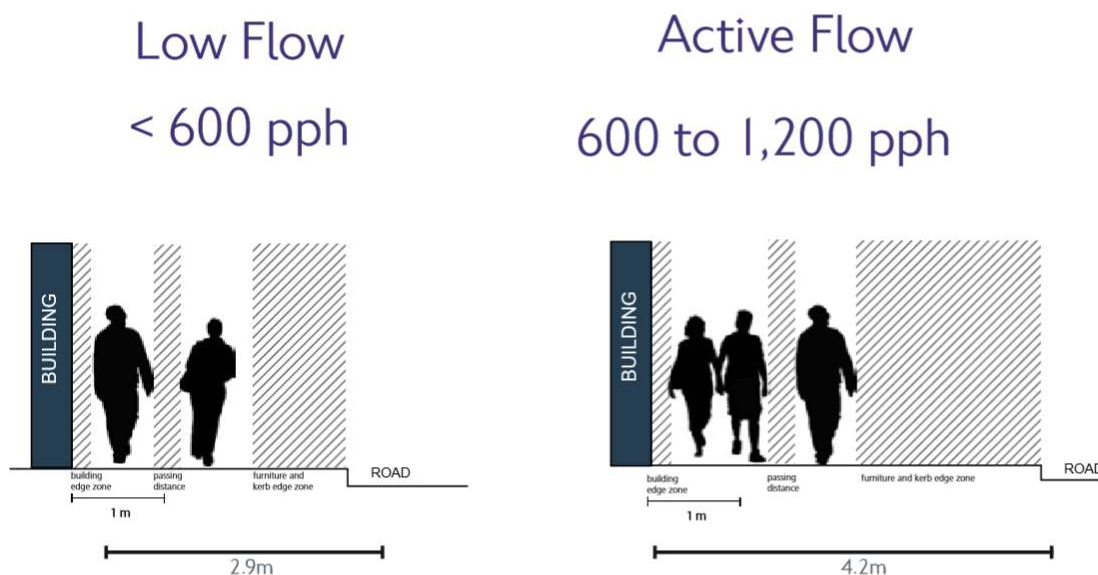 Low Flow
< 600 pph
BUILDING
building
edge zone
passing
distance
furniture and
kerb edge zone
ROAD
1 m
2.9m
Active Flow
600 to 1,200 pph
BUILDING
building
edge zone
passing
distance
furniture and kerb edge zone
ROAD
1 m
4.2m